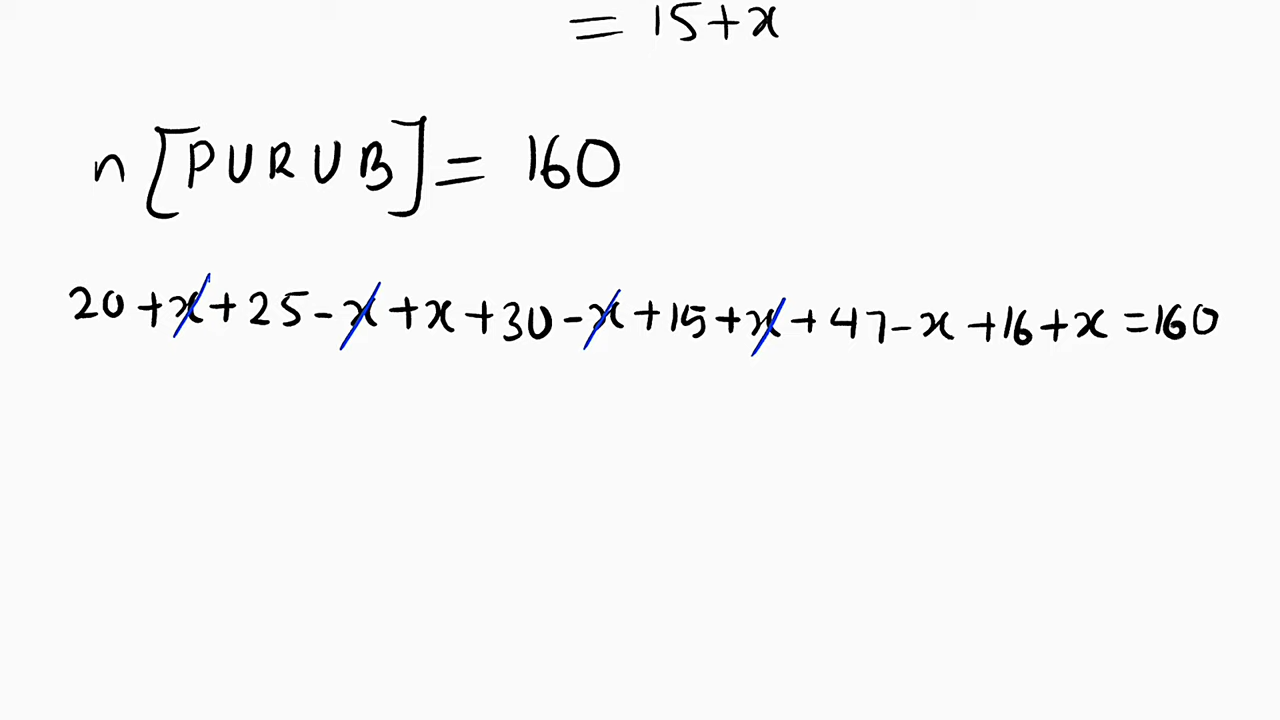 = 15+x
n [PURUB] = 160
20 + x + 25 - x + x + 30 - x + 15 + x + 47 - x + 16 + x = 160